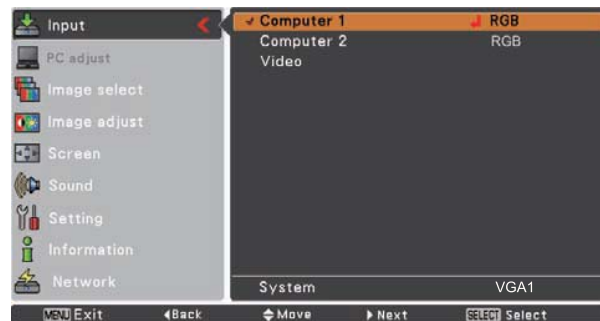 Input
PC adjust
Image select
Image adjust
Screen
Sound
Setting
Information
Network
Computer 1 RGB
Computer 2 RGB
Video
System VGA1
MENU Exit Back Move Next SELECT Select